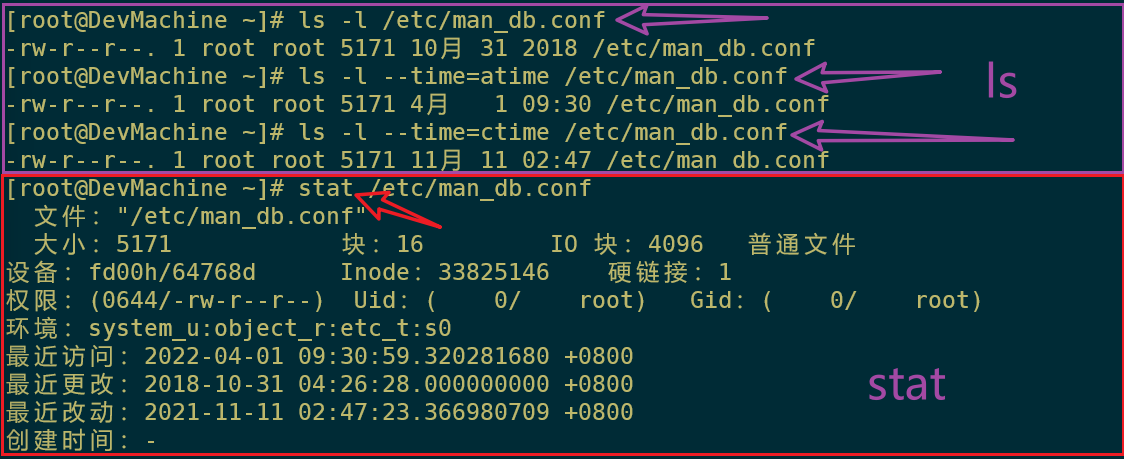 [root@DevMachine ~]# ls -l /etc/man_db.conf
-rw-r--r--. 1 root root 5171 10月 31 2018 /etc/man_db.conf
[root@DevMachine ~]# ls -l --time=atime /etc/man_db.conf
-rw-r--r--. 1 root root 5171 4月   1 09:30 /etc/man_db.conf
ls
[root@DevMachine ~]# ls -l --time=ctime /etc/man_db.conf
-rw-r--r--. 1 root root 5171 11月 11 02:47 /etc/man_db.conf
[root@DevMachine ~]# stat /etc/man_db.conf
文件："/etc/man_db.conf"
大小：5171            块：16         IO 块：4096   普通文件
设备：fd00h/64768d      Inode：33825146    硬链接：1
权限：(0644/-rw-r--r--)  Uid：(    0/    root)   Gid：(    0/    root)
环境：system_u:object_r:etc_t:s0
最近访问：2022-04-01 09:30:59.320281680 +0800
最近更改：2018-10-31 04:26:28.000000000 +0800
stat
最近改动：2021-11-11 02:47:23.366980709 +0800
创建时间：-